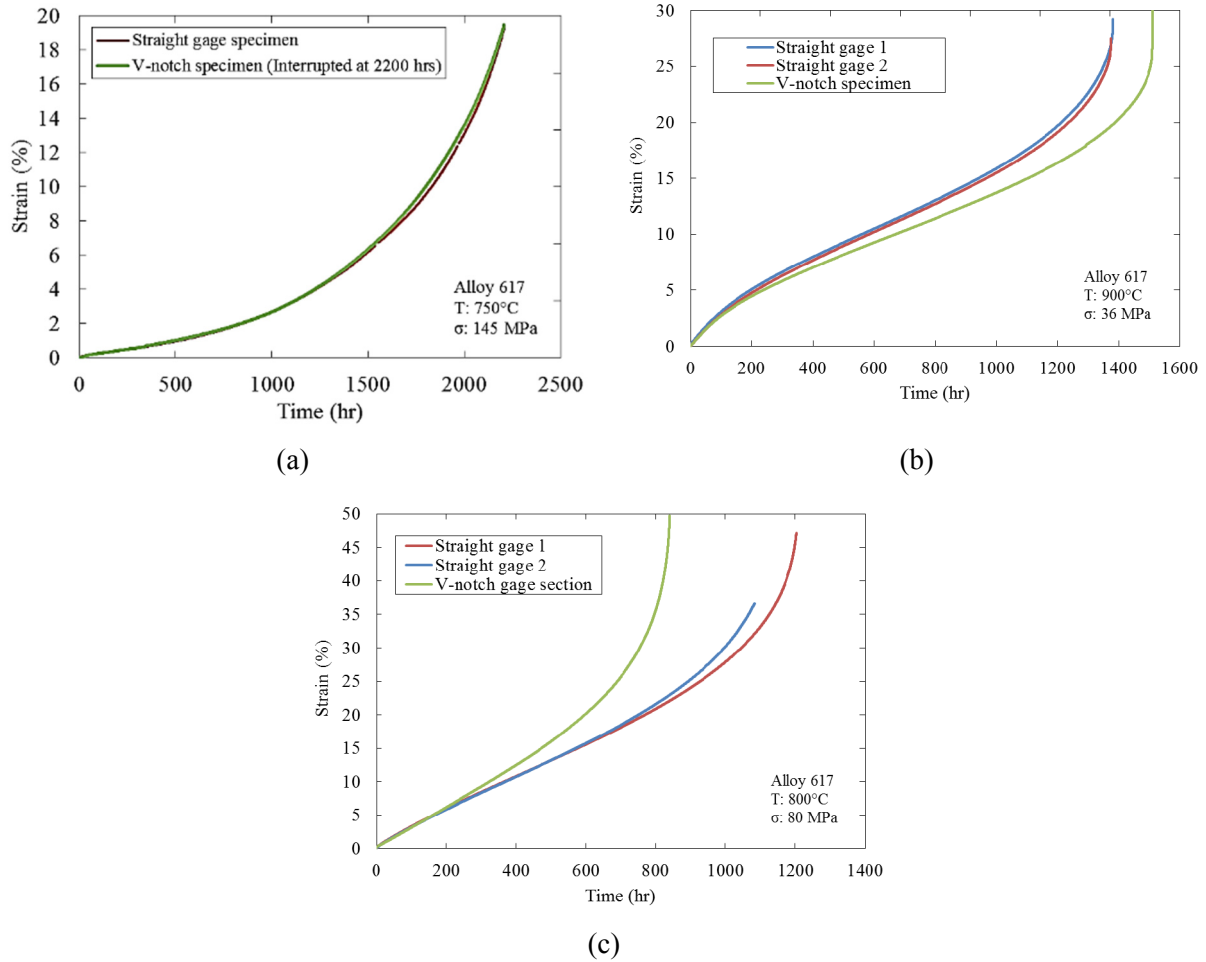 20
18
16
14
12
10
8
6
4
2
0
Strain (%)
Straight gage specimen
V-notch specimen (Interrupted at 2200 hrs)
Alloy 617
T: 750°C
σ: 145 MPa
0 500 1000 1500 2000 2500
Time (hr)
(a)
30
25
20
15
10
5
0
Strain (%)
Straight gage 1
Straight gage 2
V-notch specimen
Alloy 617
T: 900°C
σ: 36 MPa
0 200 400 600 800 1000 1200 1400 1600
Time (hr)
(b)
50
45
40
35
30
25
20
15
10
5
0
Strain (%)
Straight gage 1
Straight gage 2
V-notch gage section
Alloy 617
T: 800°C
σ: 80 MPa
0 200 400 600 800 1000 1200 1400
Time (hr)
(c)